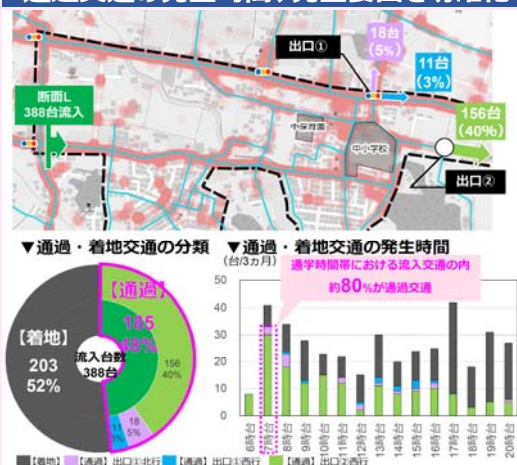 18台
(5%)
出口①
11台
(3%)
断面L
388台流入
156台
(40%)
中保育園
中小学校
出口②
▼通過・着地交通の分類
▼通過・着地交通の発生時間
(台/3ヵ月)
通学時間帯における流入交通の内
約80%が通過交通
【通過】
185
48%
【着地】
203
52%
流入台数
388台
156
40%
18
5%
11
3%
50
40
30
20
10
0
6時台
7時台
8時台
9時台
10時台
11時台
12時台
13時台
14時台
15時台
16時台
17時台
18時台
19時台
20時台
【着地】
【通過】出口①北行
【通過】出口①西行
【通過】出口②西行